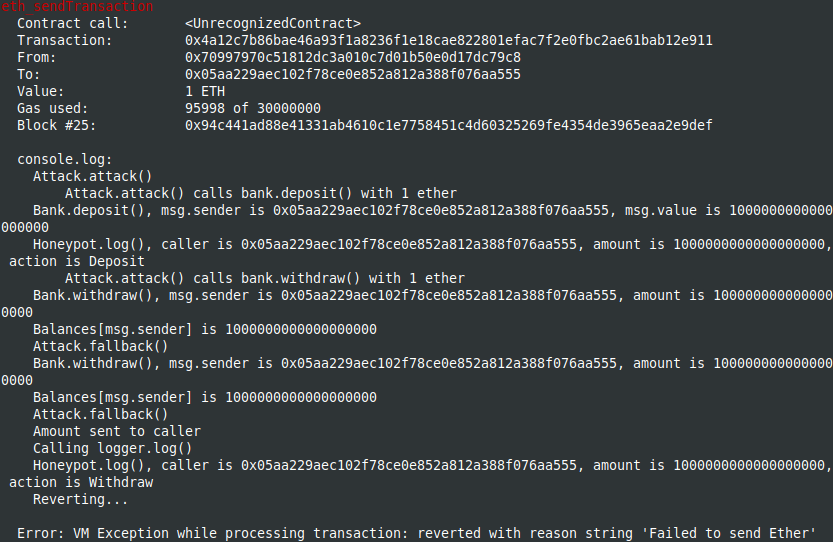 eth_sendTransaction
Contract call: <UnrecognizedContract>
Transaction: 0x4a12c7b86bae46a93f1a8236f1e18cae822801efac7f2e0fbc2ae61bab12e911
From: 0x70997970c51812dc3a010c7d01b50e0d17dc79c8
To: 0x05aa229aec102f78ce0e852a812a388f076aa555
Value: 1 ETH
Gas used: 95998 of 30000000
Block #25: 0x94c441ad88e41331ab4610c1e7758451c4d60325269fe4354de3965eaa2e9def
console.log:
Attack.attack()
Attack.attack() calls bank.deposit() with 1 ether
Bank.deposit(), msg.sender is 0x05aa229aec102f78ce0e852a812a388f076aa555, msg.value is 1000000000000
000000
Honeypot.log(), caller is 0x05aa229aec102f78ce0e852a812a388f076aa555, amount is 1000000000000000000,
action is Deposit
Attack.attack() calls bank.withdraw() with 1 ether
Bank.withdraw(), msg.sender is 0x05aa229aec102f78ce0e852a812a388f076aa555, amount is 100000000000000
0000
Balances[msg.sender] is 1000000000000000000
Attack.fallback()
Bank.withdraw(), msg.sender is 0x05aa229aec102f78ce0e852a812a388f076aa555, amount is 100000000000000
0000
Balances[msg.sender] is 1000000000000000000
Attack.fallback()
Amount sent to caller
Calling logger.log()
Honeypot.log(), caller is 0x05aa229aec102f78ce0e852a812a388f076aa555, amount is 1000000000000000000,
action is Withdraw
Reverting...
Error: VM Exception while processing transaction: reverted with reason string 'Failed to send Ether'